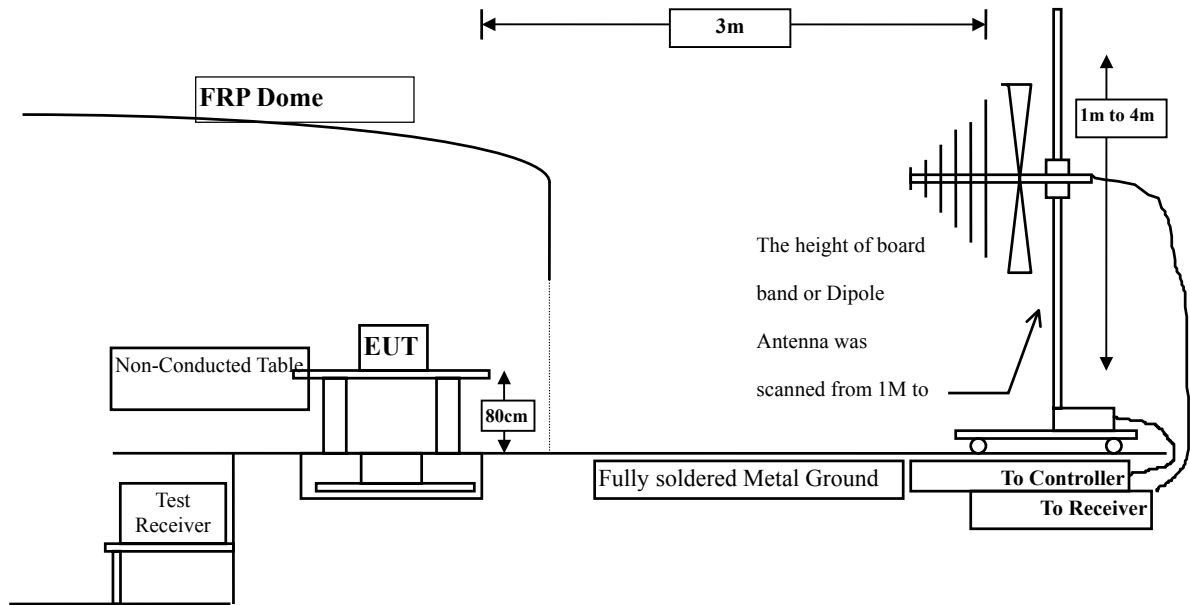 3m
FRP Dome
1m to 4m
The height of board
band or Dipole
Antenna was
scanned from 1M to
EUT
Non-Conducted Table
80cm
Fully soldered Metal Ground
To Controller
To Receiver
Test
Receiver